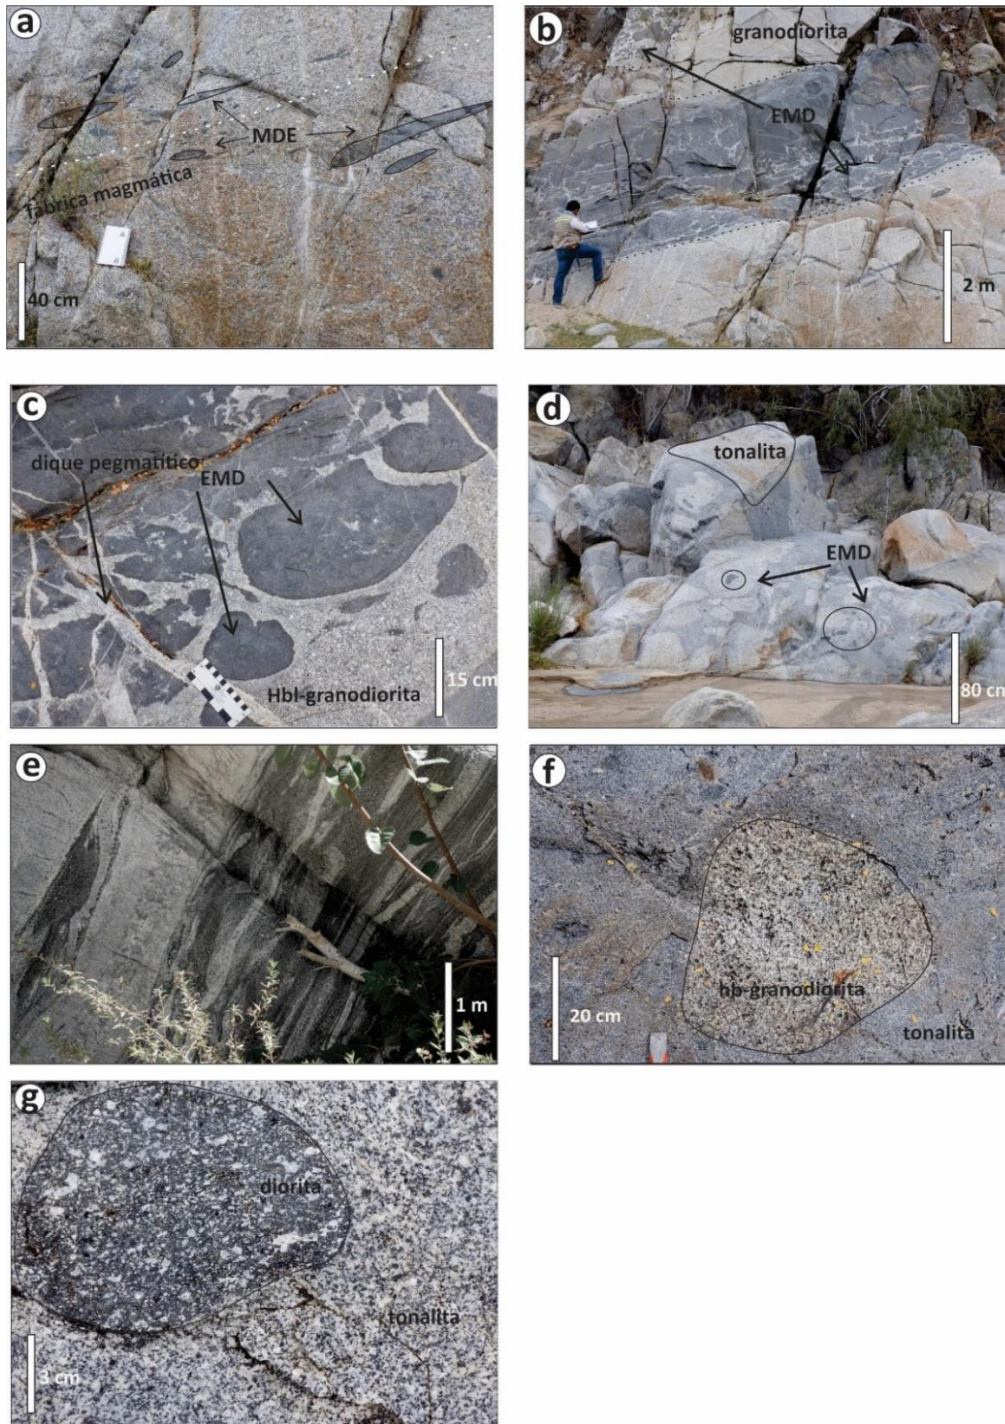 a
MDE
fábrica magmática
40 cm
b
granodiorita
EMD
2 m
c
dique pegmatítico
EMD
Hbl-granodiorita
15 cm
d
tonalita
EMD
80 cm
e
1 m
f
hb-granodiorita
20 cm
tonalita
g
diorita
tonalita
3 cm